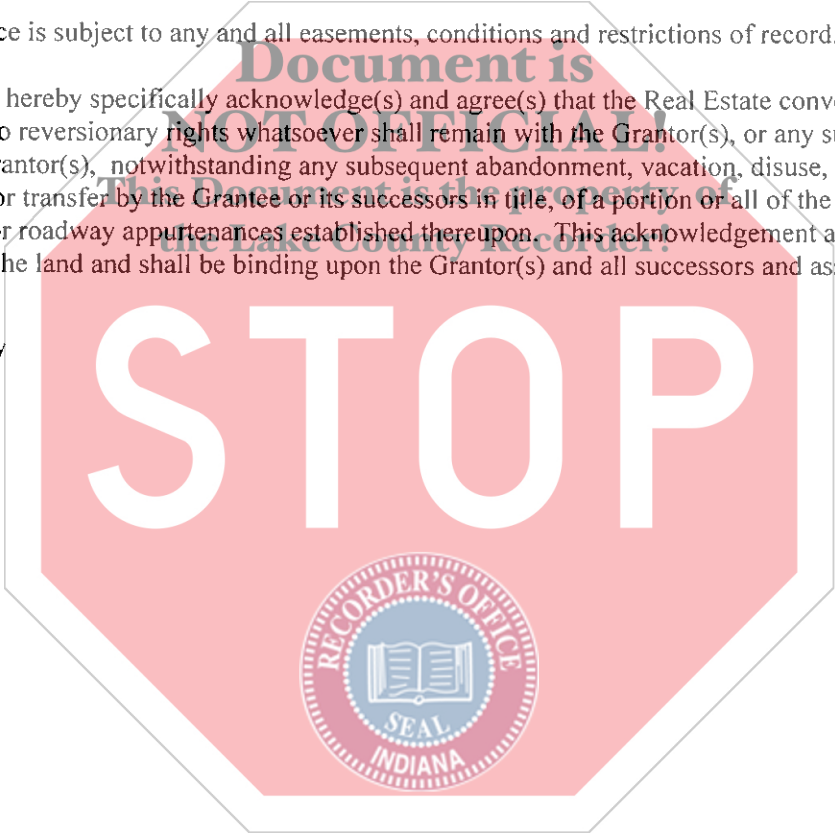 ce is subject to any and all easements, conditions and restrictions of record.
Document is
hereby specifically acknowledge(s) and agree(s) that the Real Estate conv
o reversionary rights whatsoever shall remain with the Grantor(s), or any su
NOT OFFICIAL!
rantor(s), notwithstanding any subsequent abandonment, vacation, disuse,
This Document is the property of
or transfer by the Grantee or its successors in title, of a portion or all of the
the Lake County Recorder!
or roadway appurtenances established thereupon. This acknowledgement a
he land and shall be binding upon the Grantor(s) and all successors and as
y
STOP
RECORDER'S OFFICE
SEAL
INDIANA